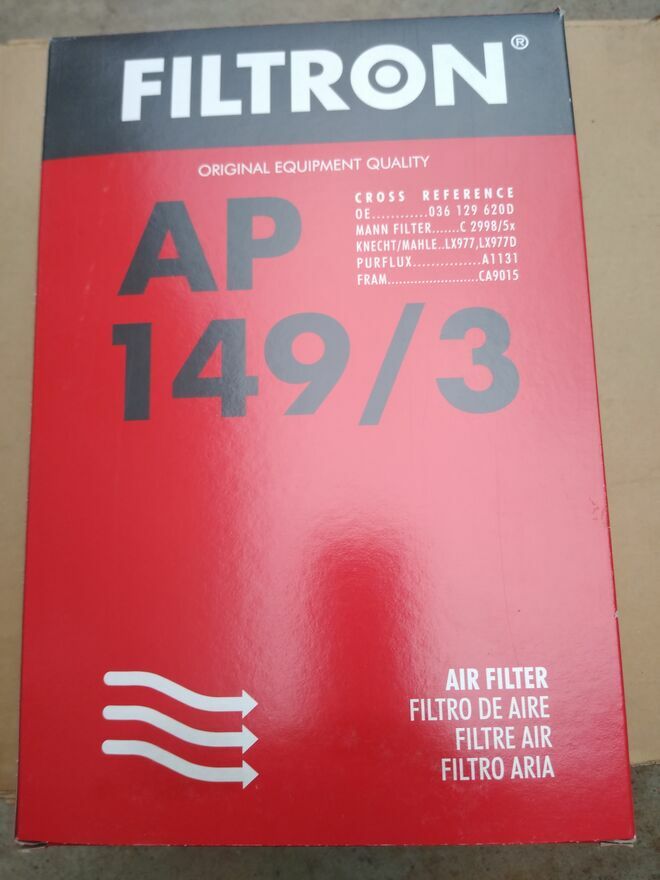 FILTRON®
ORIGINAL EQUIPMENT QUALITY
AP
149/3
CROSS REFERENCE
OE............036 129 620D
MANN FILTER.......C 2998/5x
KNECHT/MAHLE..LX977,LX977D
PURFLUX...............A1131
FRAM........................CA9015
AIR FILTER
FILTRO DE AIRE
FILTRE AIR
FILTRO ARIA